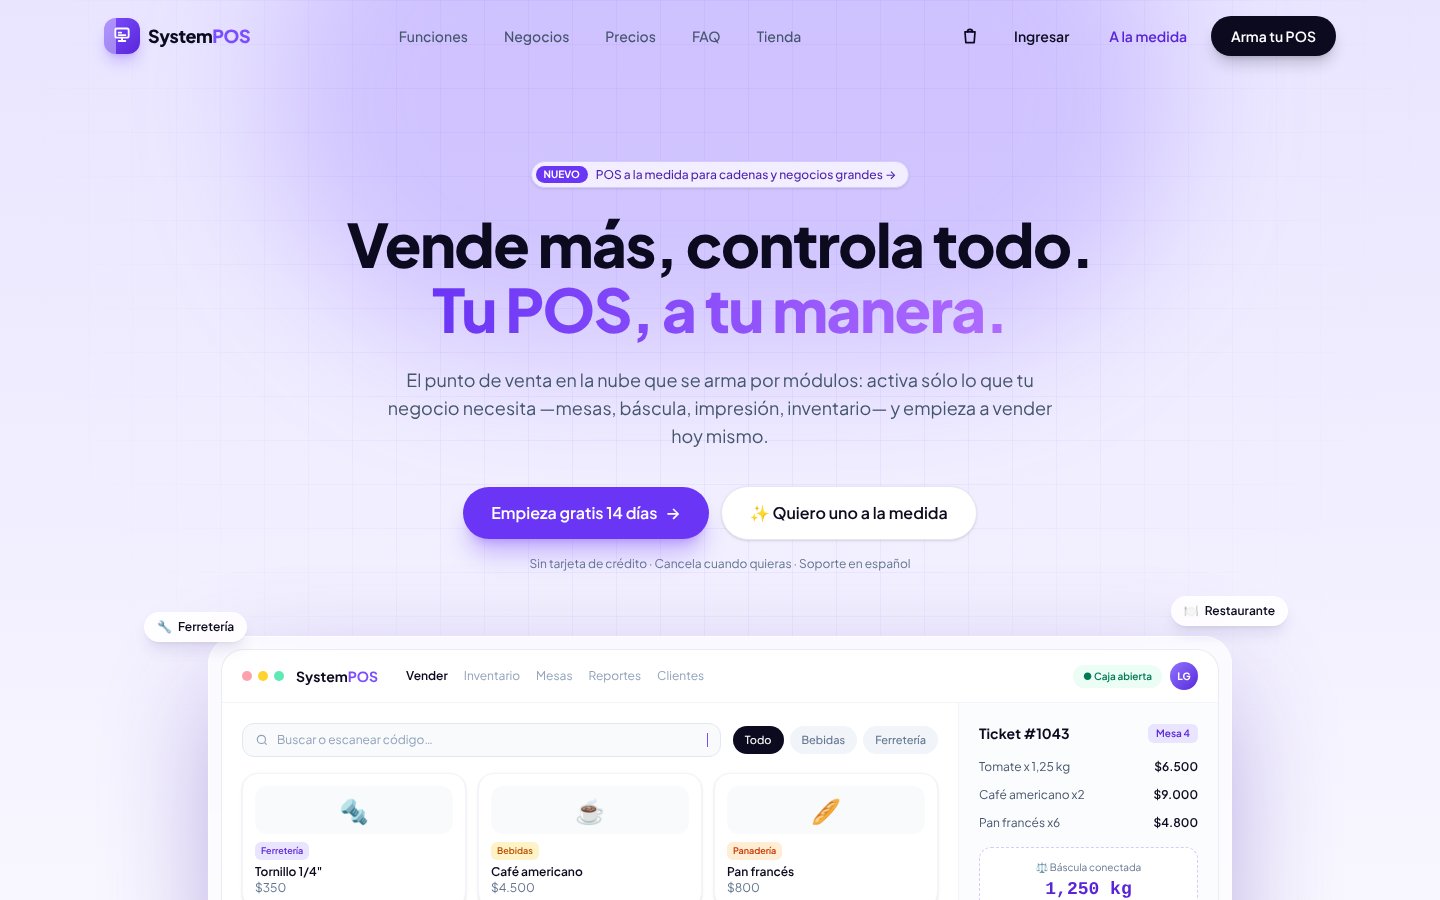 SystemPOS
Funciones
Negocios
Precios
FAQ
Tienda
Ingresar
A la medida
Arma tu POS
NUEVO POS a la medida para cadenas y negocios grandes →
Vende más, controla todo.
Tu POS, a tu manera.
El punto de venta en la nube que se arma por módulos: activa sólo lo que tu
negocio necesita —mesas, báscula, impresión, inventario— y empieza a vender
hoy mismo.
Empieza gratis 14 días →
✨ Quiero uno a la medida
Sin tarjeta de crédito · Cancela cuando quieras · Soporte en español
Ferretería
Restaurante
SystemPOS
Vender
Inventario
Mesas
Reportes
Clientes
Caja abierta
LG
Buscar o escanear código...
Todo
Bebidas
Ferretería
Ferretería
Tornillo 1/4"
$350
Bebidas
Café americano
$4.500
Panadería
Pan francés
$800
Ticket #1043
Mesa 4
Tomate x 1,25 kg $6.500
Café americano x2 $9.000
Pan francés x6 $4.800
Báscula conectada
1,250 kg